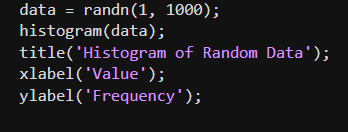 data = randn(1, 1000);
histogram(data);
title('Histogram of Random Data');
xlabel('Value');
ylabel('Frequency');